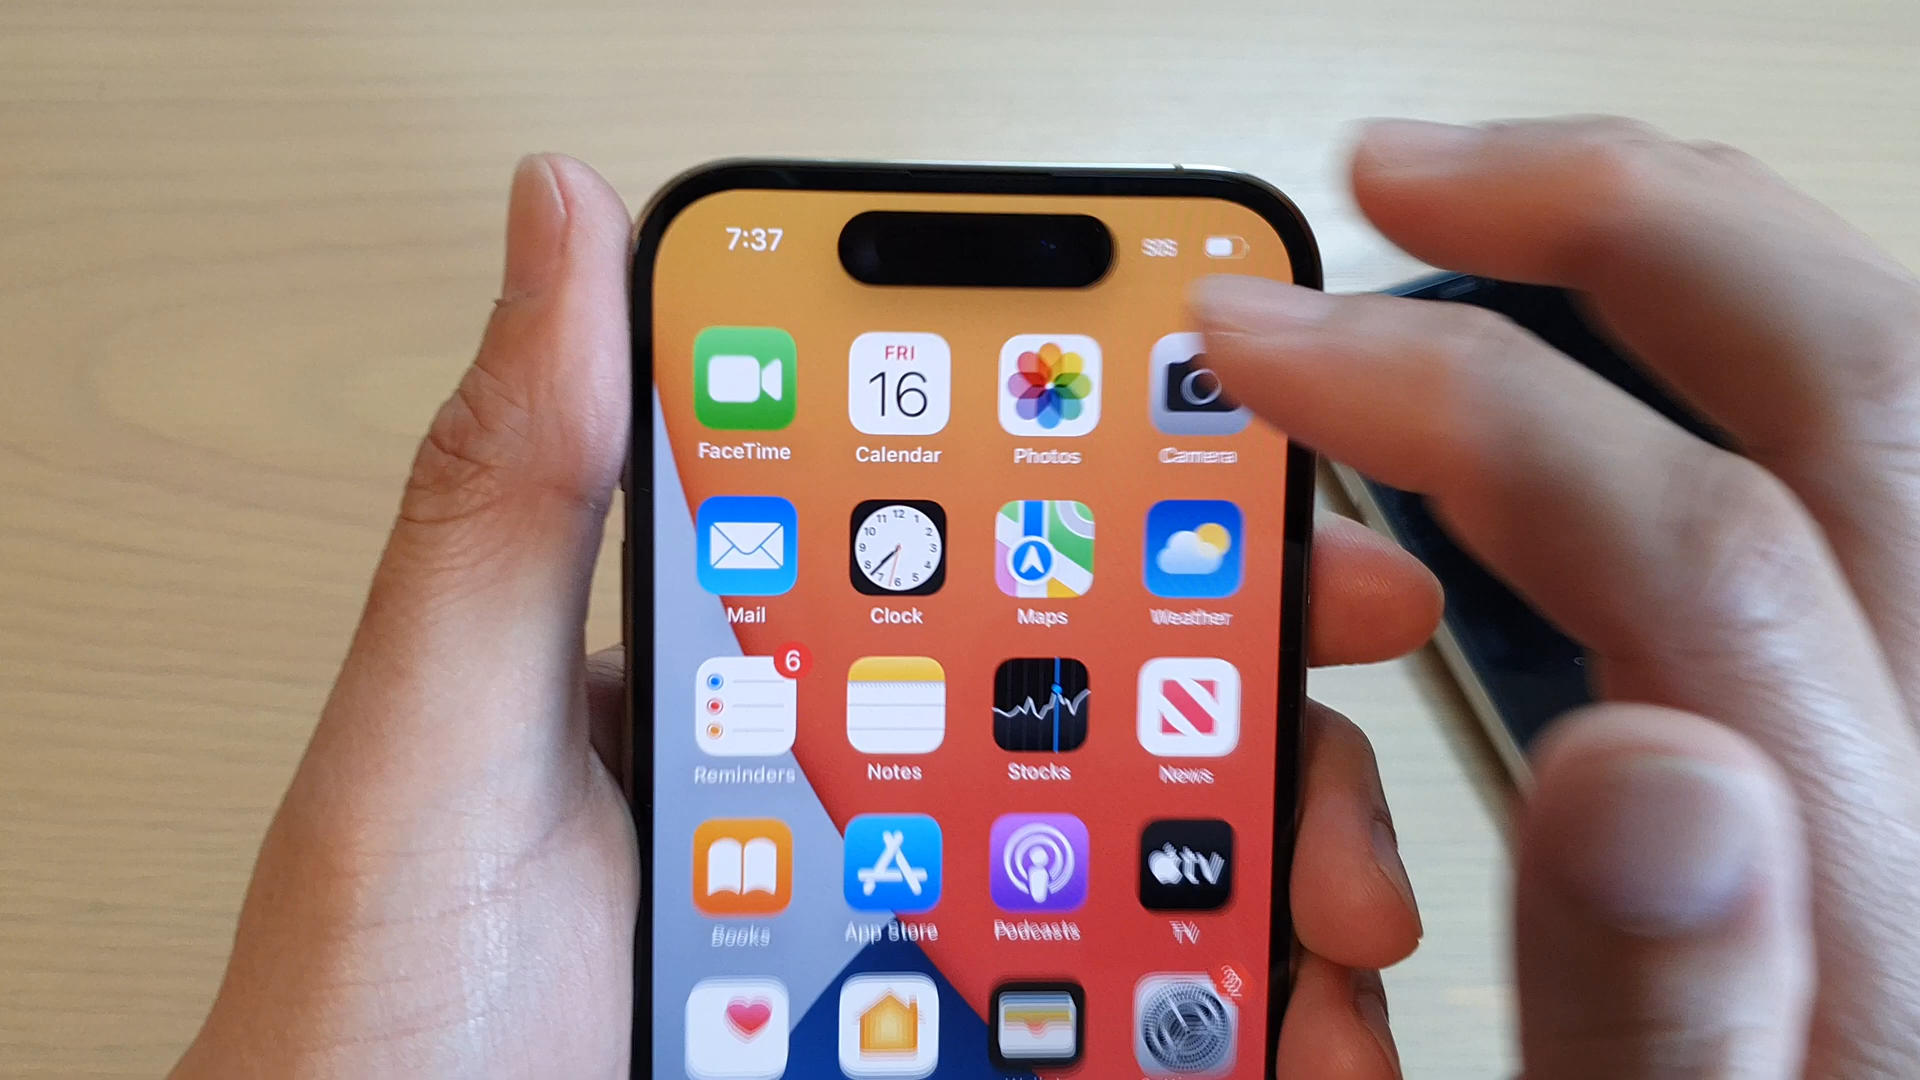 7:37 SOS
FRI
16
FaceTime Calendar Photos Camera
Mail Clock Maps Weather
6
Reminders Notes Stocks News
tv
Books App Store Podcasts TV